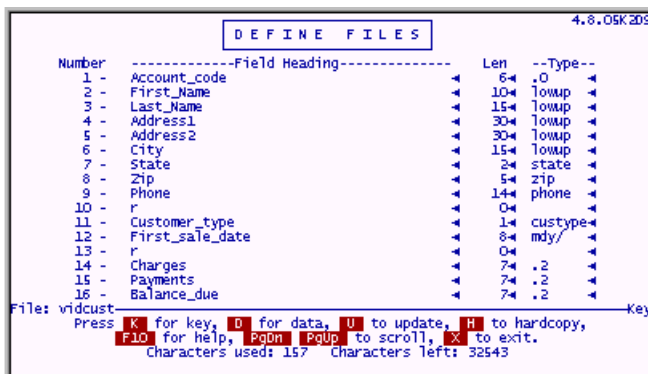 4.8.05K2D9
D E F I N E   F I L E S
Number -------------Field Heading-------------- Len --Type--
1 - Account_code 6 .0
2 - First_Name 10 lowup
3 - Last_Name 15 lowup
4 - Address1 30 lowup
5 - Address2 30 lowup
6 - City 15 lowup
7 - State 2 state
8 - Zip 5 zip
9 - Phone 14 phone
10 - r 0
11 - Customer_type 1 custype
12 - First_sale_date 8 mdy/
13 - r 0
14 - Charges 7 .2
15 - Payments 7 .2
16 - Balance_due 7 .2
File: vidcust Key
Press K for key, D for data, U to update, H to hardcopy,
F10 for help, PgDn PgUp to scroll, X to exit.
Characters used: 157 Characters left: 32543